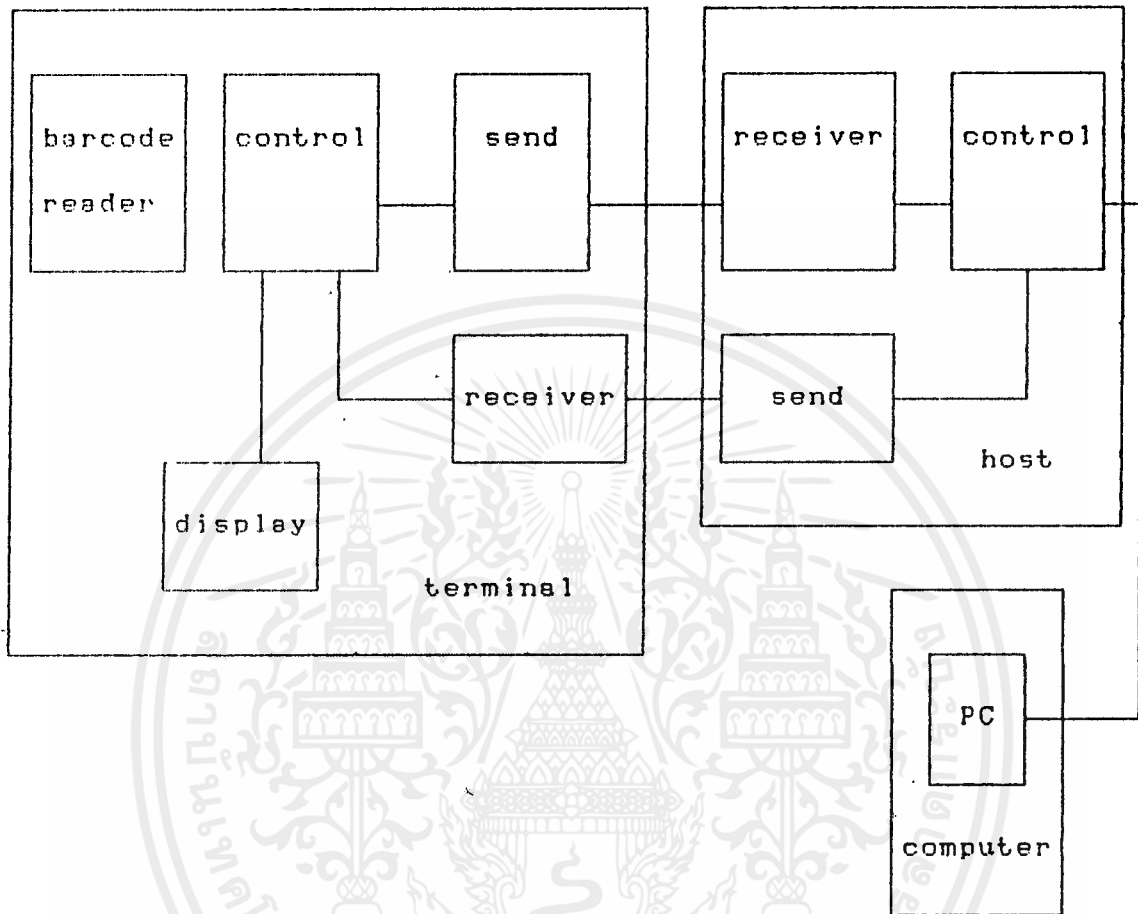 barcode
reader
control
send
receiver
display
terminal
receiver
control
send
host
PC
computer